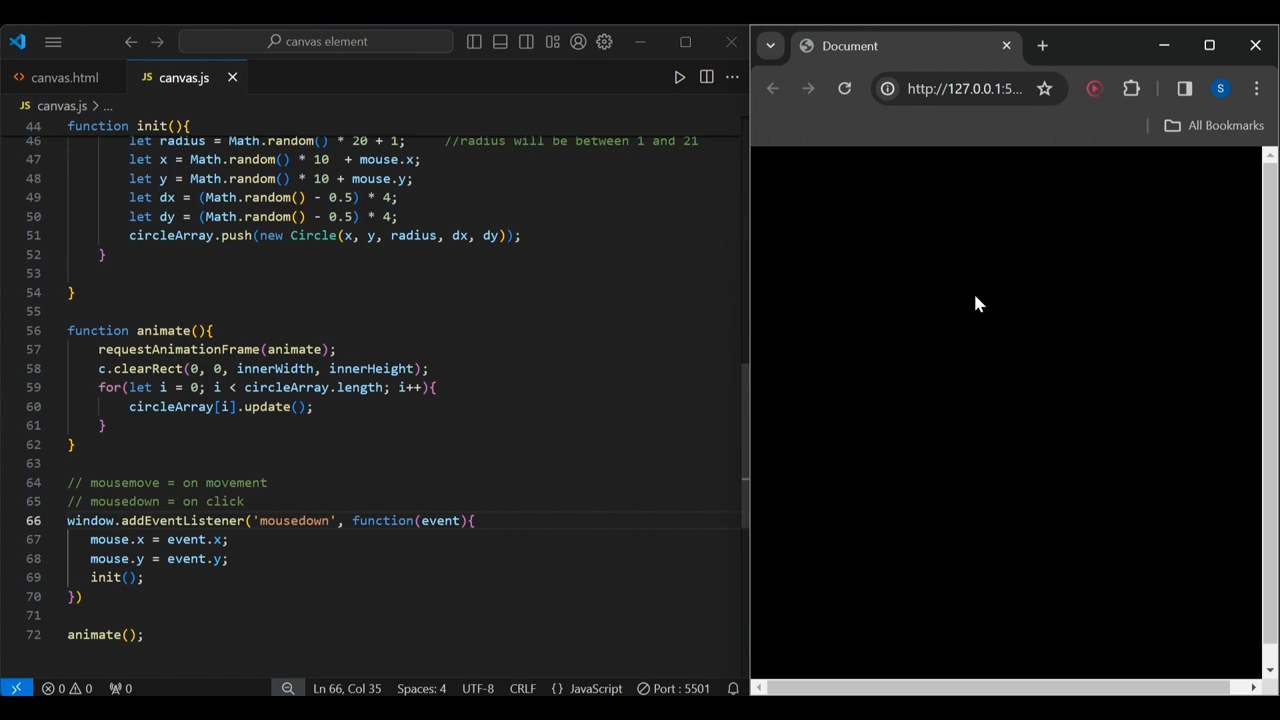 canvas element
canvas.html
JS canvas.js
JS canvas.js > ...
44 function init(){
46 let radius = Math.random() * 20 + 1; //radius will be between 1 and 21
47 let x = Math.random() * 10  + mouse.x;
48 let y = Math.random() * 10 + mouse.y;
49 let dx = (Math.random() - 0.5) * 4;
50 let dy = (Math.random() - 0.5) * 4;
51 circleArray.push(new Circle(x, y, radius, dx, dy));
52 }
53
54 }
55
56 function animate(){
57 requestAnimationFrame(animate);
58 c.clearRect(0, 0, innerWidth, innerHeight);
59 for(let i = 0; i < circleArray.length; i++){
60 circleArray[i].update();
61 }
62 }
63
64 // mousemove = on movement
65 // mousedown = on click
66 window.addEventListener('mousedown', function(event){
67 mouse.x = event.x;
68 mouse.y = event.y;
69 init();
70 })
71
72 animate();
0 0 0 Ln 66, Col 35 Spaces: 4 UTF-8 CRLF {} JavaScript Port : 5501
Document
http://127.0.0.1:5... S
All Bookmarks